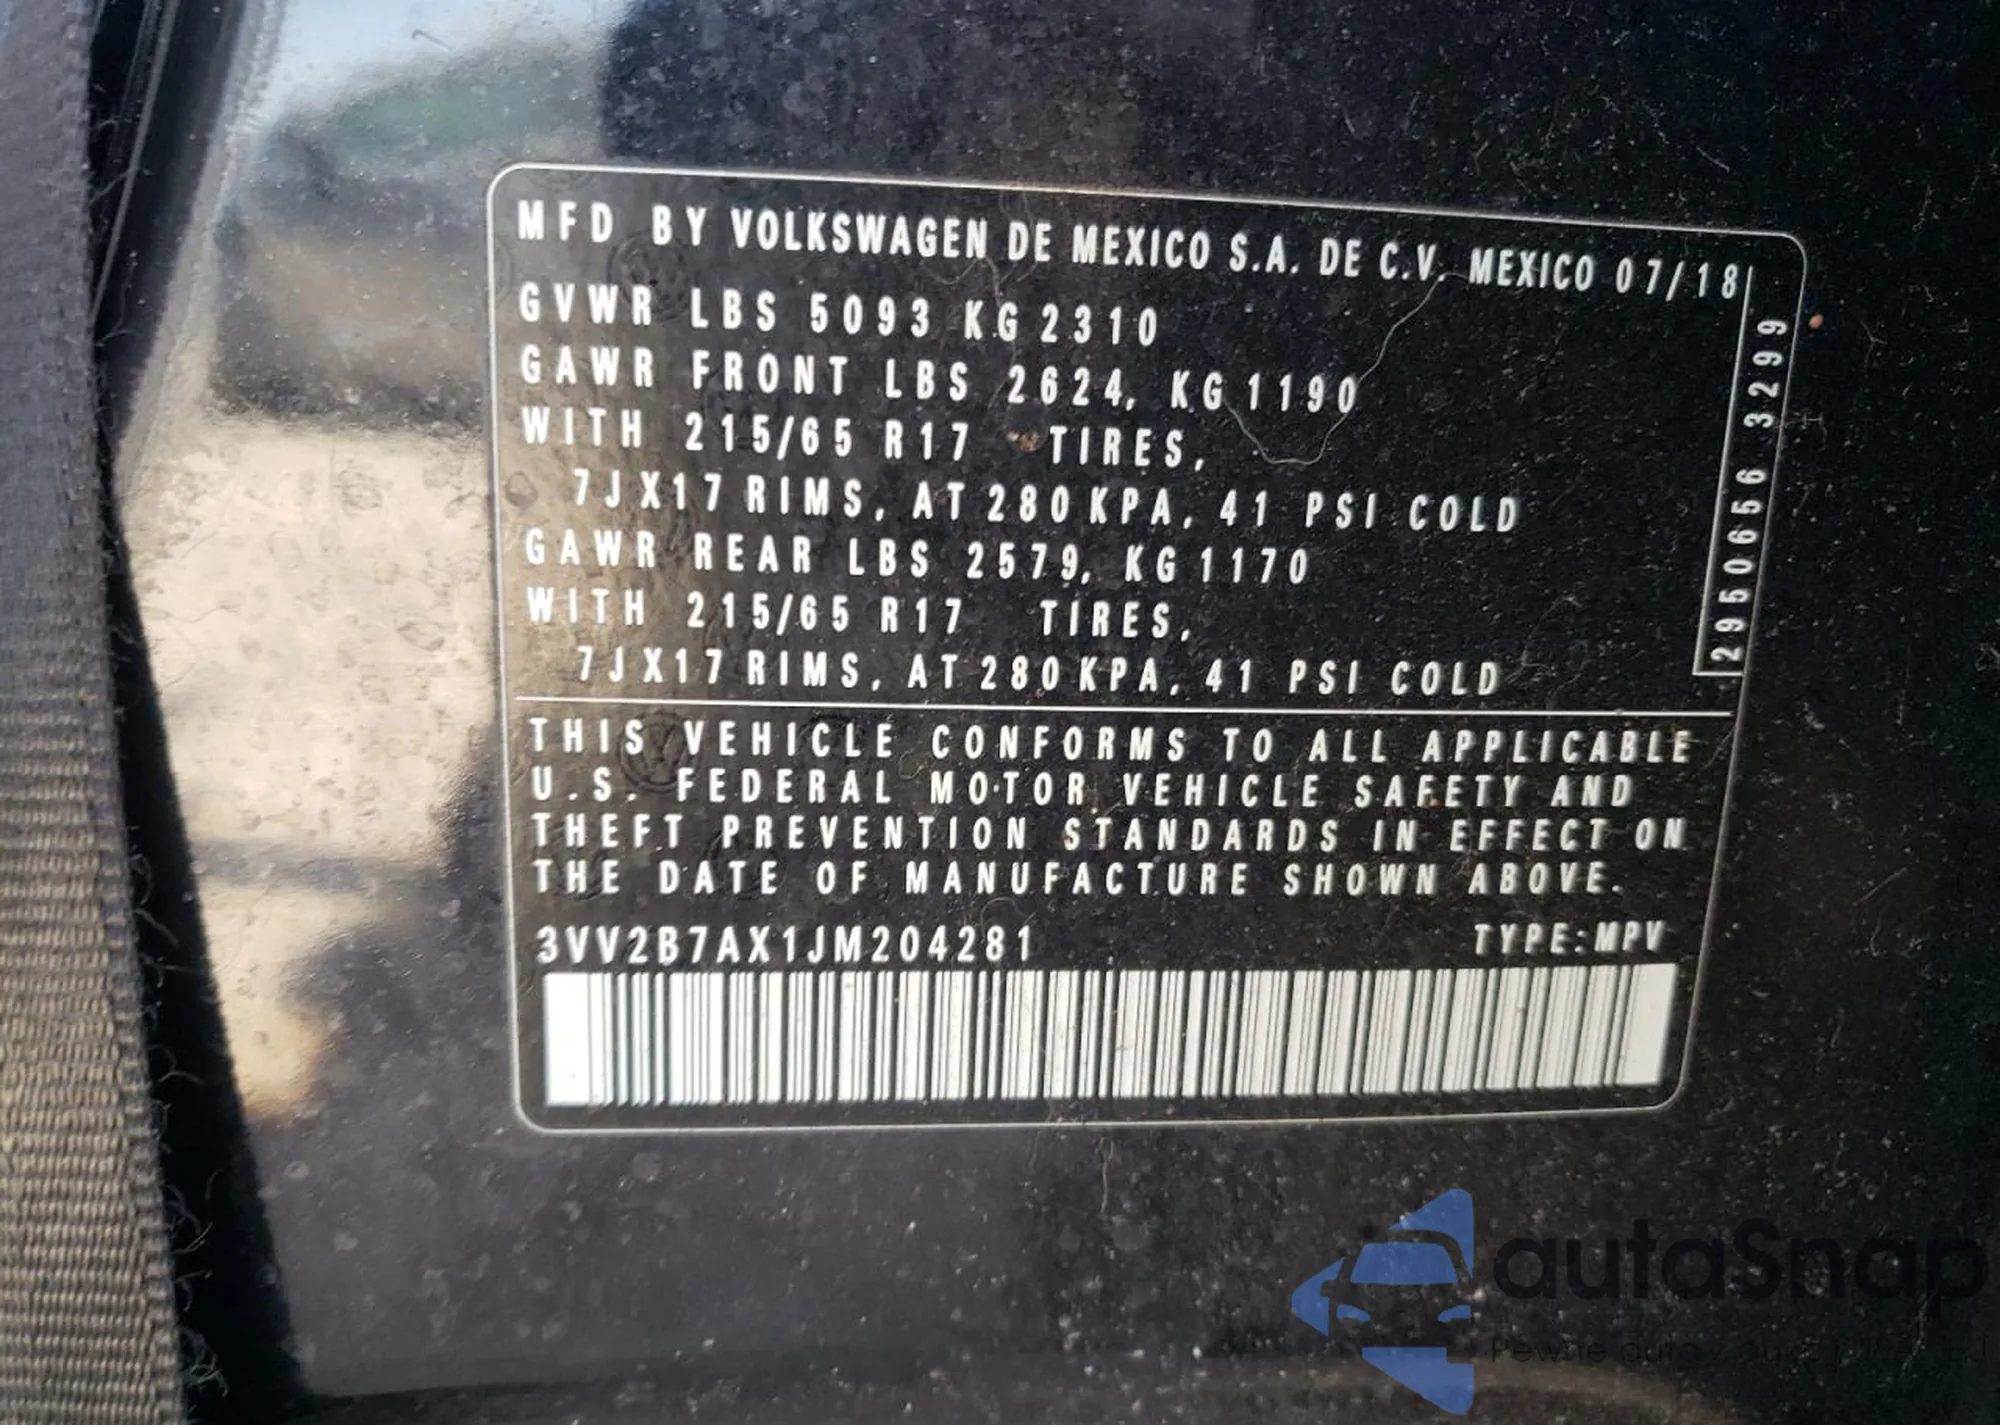 MFD BY VOLKSWAGEN DE MEXICO S.A. DE C.V. MEXICO 07/18
GVWR LBS 5093 KG 2310
GAWR FRONT LBS 2624, KG 1190
WITH 215/65 R17 TIRES,
7JX17 RIMS, AT 280 KPA, 41 PSI COLD
GAWR REAR LBS 2579, KG 1170
WITH 215/65 R17 TIRES,
7JX17 RIMS, AT 280 KPA, 41 PSI COLD
2950656 3299
THIS VEHICLE CONFORMS TO ALL APPLICABLE
U.S. FEDERAL MOTOR VEHICLE SAFETY AND
THEFT PREVENTION STANDARDS IN EFFECT ON
THE DATE OF MANUFACTURE SHOWN ABOVE.
3VV2B7AX1JM204281 TYPE:MPV
autaSnap
Pewne auta